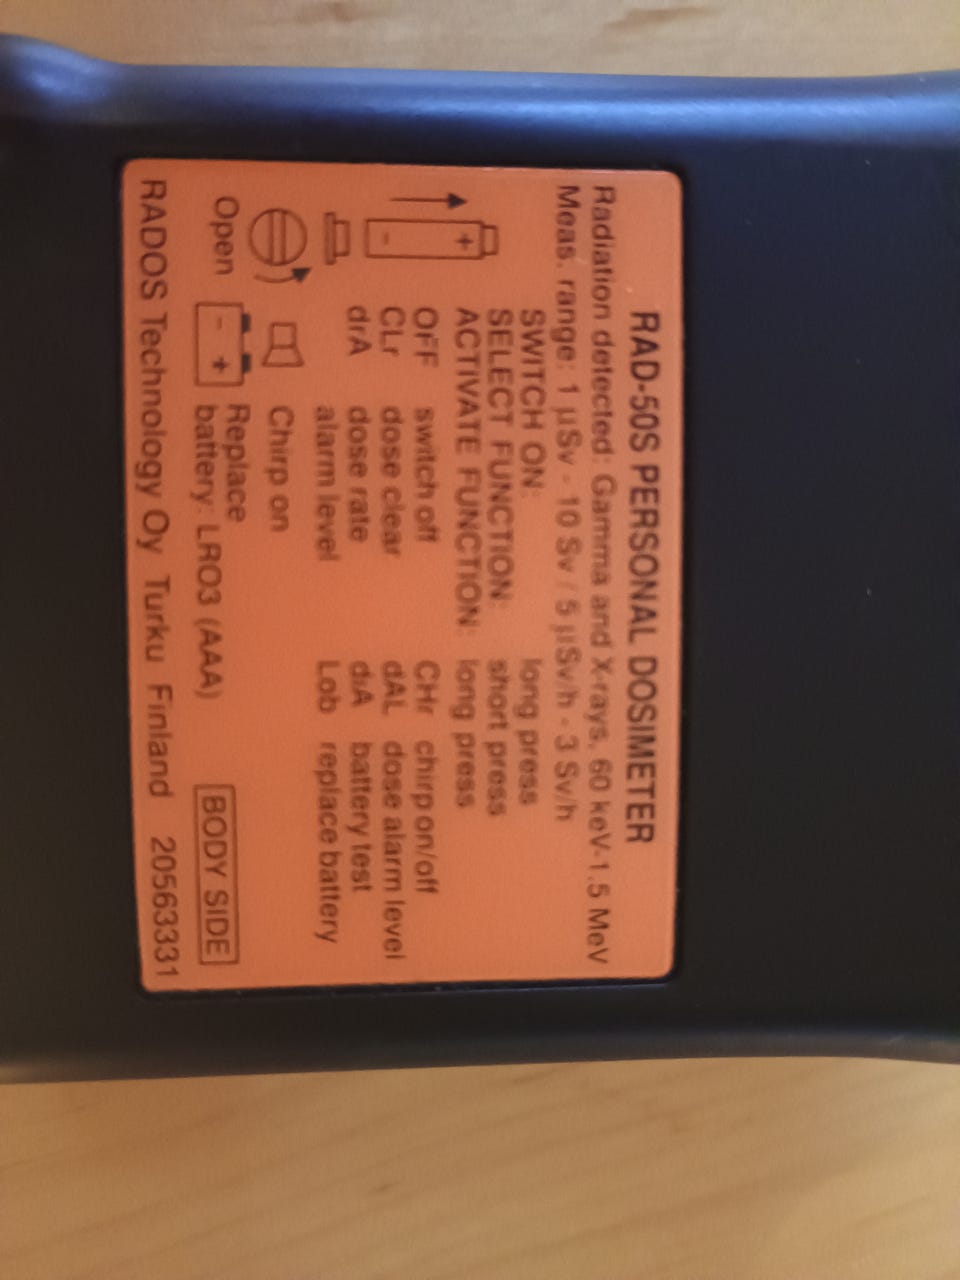 RAD-50S PERSONAL DOSIMETER
Radiation detected: Gamma and X-rays, 60 keV-1.5 MeV
Meas. range: 1 µSv - 10 Sv / 5 µSv/h - 3 Sv/h
SWITCH ON: long press
SELECT FUNCTION: short press
ACTIVATE FUNCTION: long press
OFF switch off CHr chirp on/off
CLr dose clear dAL dose alarm level
drA dose rate diA battery test
alarm level Lob replace battery
Chirp on
Open - + Replace
battery: LR03 (AAA) BODY SIDE
RADOS Technology Oy Turku Finland 20563331